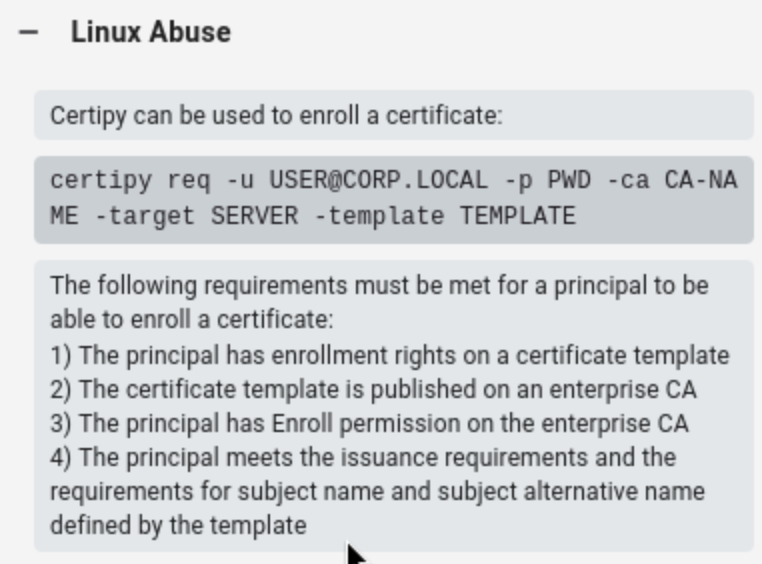 — Linux Abuse
Certipy can be used to enroll a certificate:
certipy req -u USER@CORP.LOCAL -p PWD -ca CA-NA
ME -target SERVER -template TEMPLATE
The following requirements must be met for a principal to be
able to enroll a certificate:
1) The principal has enrollment rights on a certificate template
2) The certificate template is published on an enterprise CA
3) The principal has Enroll permission on the enterprise CA
4) The principal meets the issuance requirements and the
requirements for subject name and subject alternative name
defined by the template